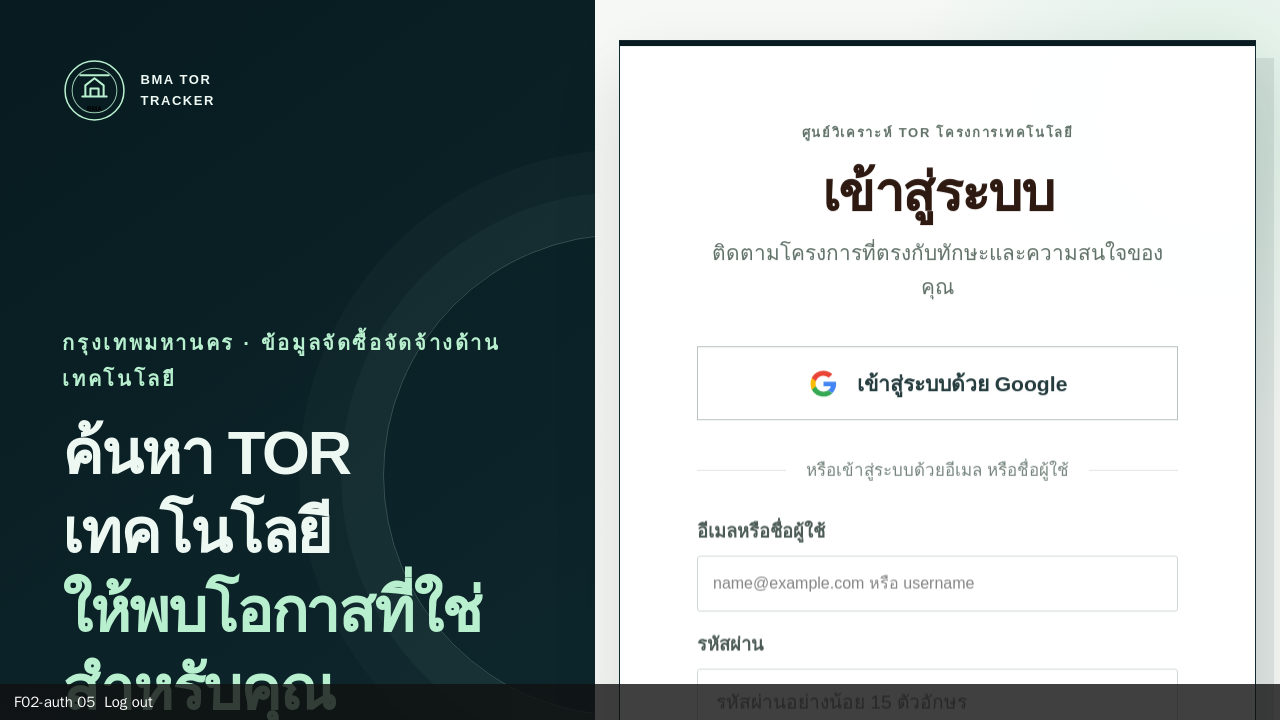 BMA TOR
TRACKER
กรุงเทพมหานคร · ข้อมูลจัดซื้อจัดจ้างด้าน
เทคโนโลยี
ค้นหา TOR
เทคโนโลยี
ให้พบโอกาสที่ใช่
สำหรับคุณ
ศูนย์วิเคราะห์ TOR โครงการเทคโนโลยี
เข้าสู่ระบบ
ติดตามโครงการที่ตรงกับทักษะและความสนใจของ
คุณ
เข้าสู่ระบบด้วย Google
หรือเข้าสู่ระบบด้วยอีเมล หรือชื่อผู้ใช้
อีเมลหรือชื่อผู้ใช้
name@example.com หรือ username
รหัสผ่าน
รหัสผ่านอย่างน้อย 15 ตัวอักษร
F02-auth 05 Log out